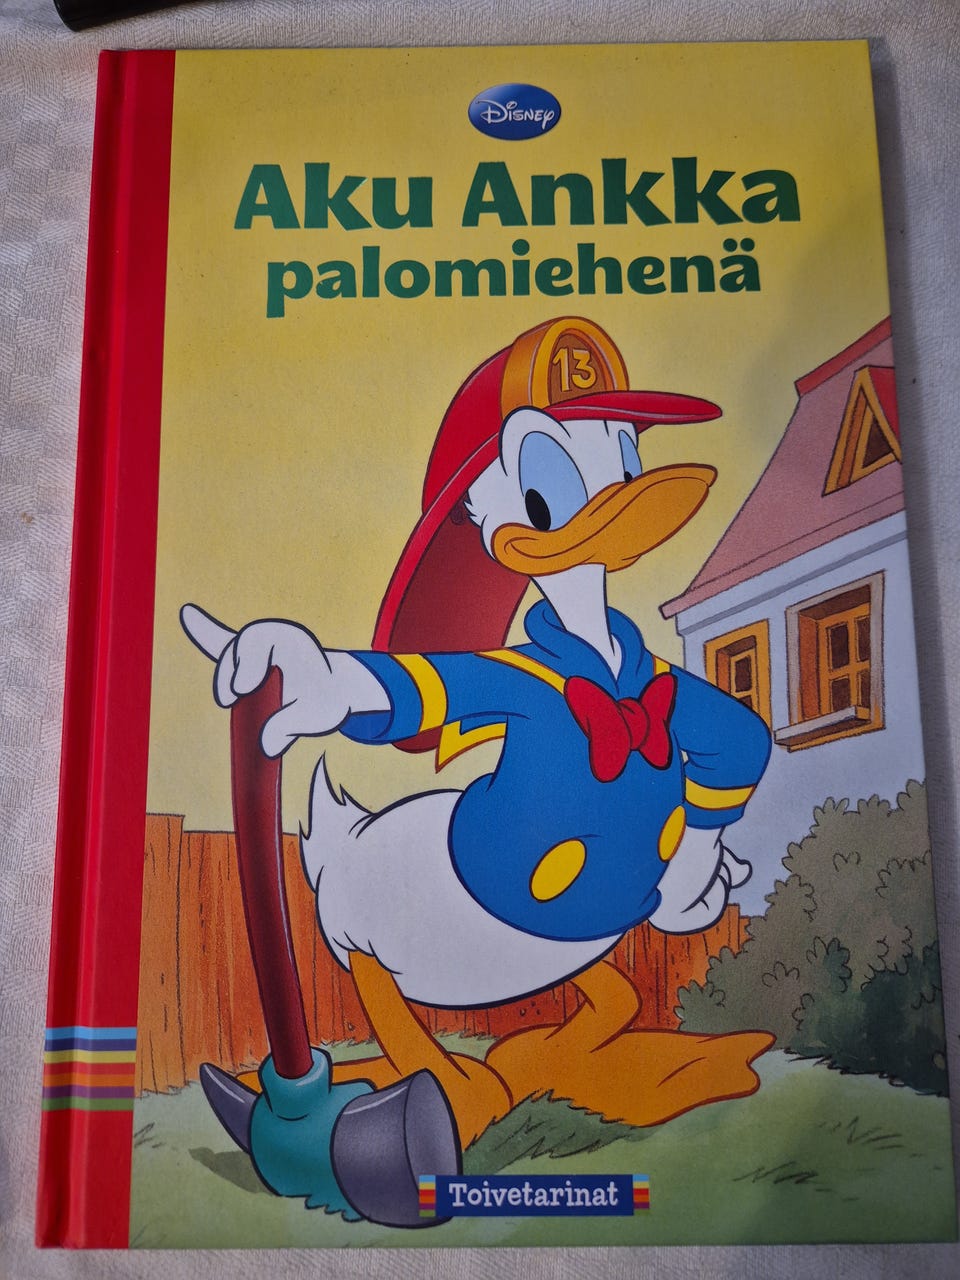 Disney
Aku Ankka
palomiehenä
13
Toivetarinat